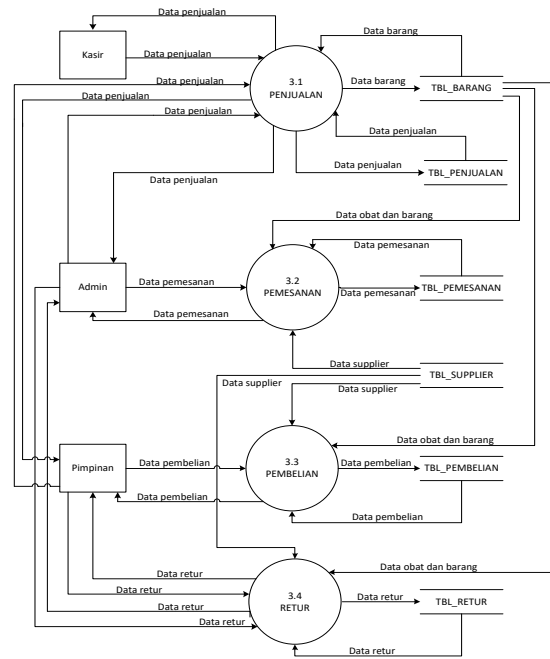 Data penjualan
Kasir
Data penjualan
Data barang
3.1
PENJUALAN
Data barang
TBL_BARANG
Data penjualan
Data penjualan
Data penjualan
Data penjualan
Data penjualan
TBL_PENJUALAN
Data penjualan
Data obat dan barang
Data pemesanan
Admin
Data pemesanan
3.2
PEMESANAN
Data pemesanan
TBL_PEMESANAN
Data pemesanan
Data supplier
TBL_SUPPLIER
Data supplier
Data supplier
Data obat dan barang
Pimpinan
Data pembelian
3.3
PEMBELIAN
Data pembelian
TBL_PEMBELIAN
Data pembelian
Data pembelian
Data retur
Data obat dan barang
Data retur
3.4
RETUR
Data retur
TBL_RETUR
Data retur
Data retur
Data retur